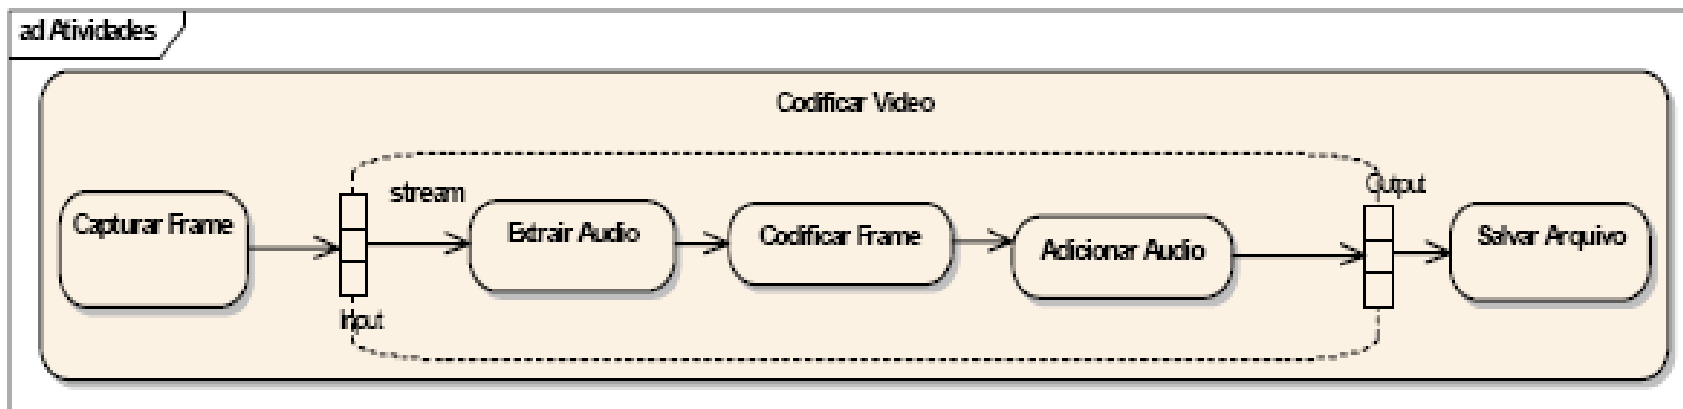 ad Atividades
Codificar Video
Capturar Frame
stream
Input
Extrair Audio
Codificar Frame
Adicionar Audio
Output
Salvar Arquivo